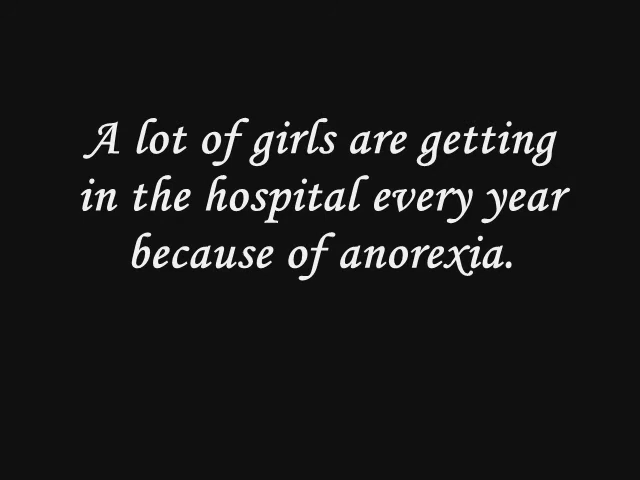 A lot of girls are getting
in the hospital every year
because of anorexia.